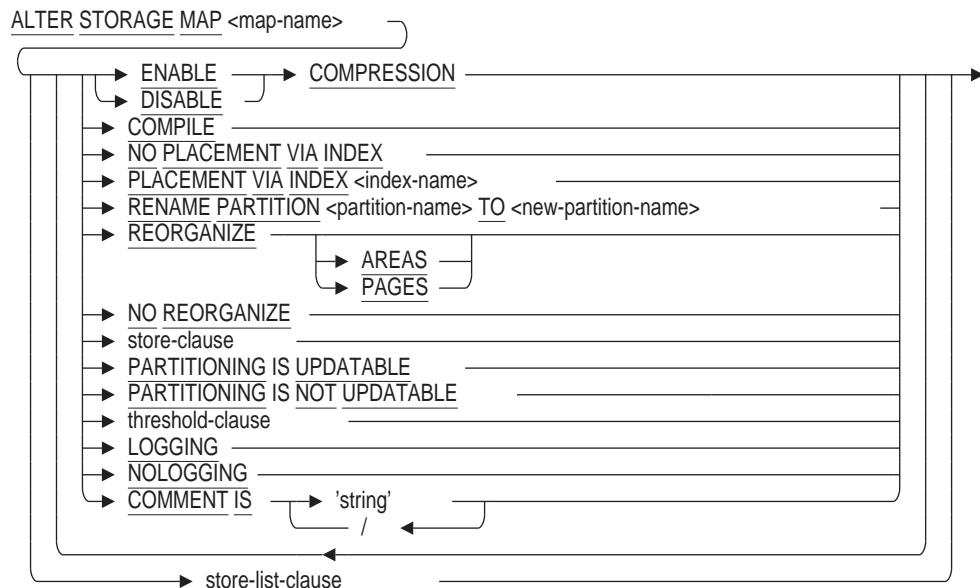 ALTER STORAGE MAP <map-name>
ENABLE COMPRESSION
DISABLE
COMPILE
NO PLACEMENT VIA INDEX
PLACEMENT VIA INDEX <index-name>
RENAME PARTITION <partition-name> TO <new-partition-name>
REORGANIZE
AREAS
PAGES
NO REORGANIZE
store-clause
PARTITIONING IS UPDATABLE
PARTITIONING IS NOT UPDATABLE
threshold-clause
LOGGING
NOLOGGING
COMMENT IS 'string'
/
store-list-clause